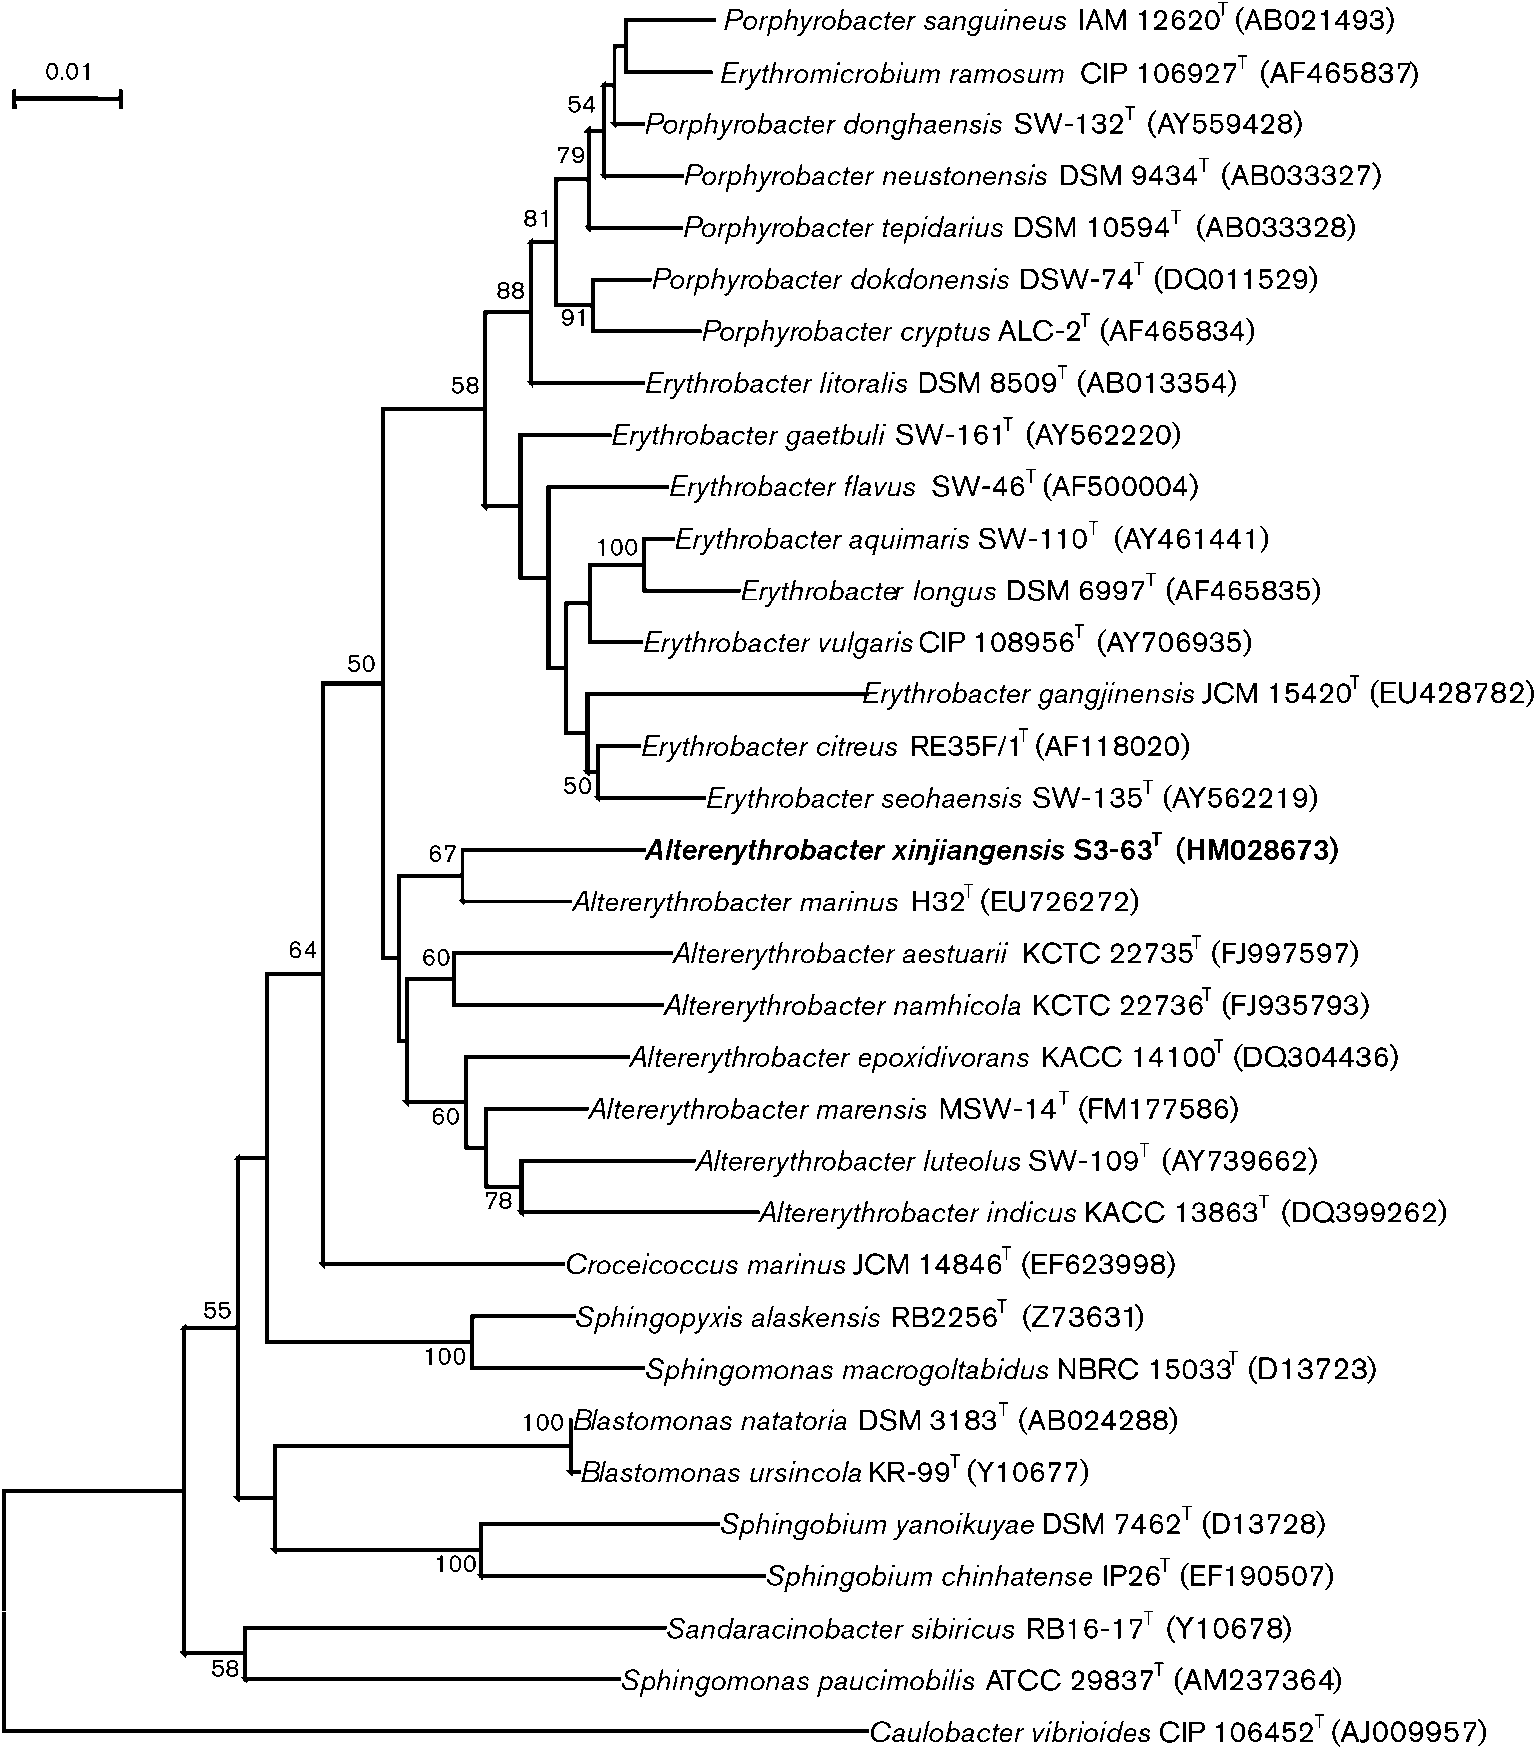 Porphyrobacter sanguineus IAM 12620T (AB021493)
0.01
Erythromicrobium ramosum CIP 106927T (AF465837)
54
Porphyrobacter donghaensis SW-132T (AY559428)
79
Porphyrobacter neustonensis DSM 9434T (AB033327)
81
Porphyrobacter tepidarius DSM 10594T (AB033328)
88
Porphyrobacter dokdonensis DSW-74T (DQ011529)
91
Porphyrobacter cryptus ALC-2T (AF465834)
58
Erythrobacter litoralis DSM 8509T (AB013354)
Erythrobacter gaetbuli SW-161T (AY562220)
Erythrobacter flavus SW-46T (AF500004)
100
Erythrobacter aquimaris SW-110T (AY461441)
Erythrobacter longus DSM 6997T (AF465835)
Erythrobacter vulgaris CIP 108956T (AY706935)
50
Erythrobacter gangjinensis JCM 15420T (EU428782)
Erythrobacter citreus RE35F/1T (AF118020)
50
Erythrobacter seohaensis SW-135T (AY562219)
67
Altererythrobacter xinjiangensis S3-63T (HM028673)
Altererythrobacter marinus H32T (EU726272)
64
60
Altererythrobacter aestuarii KCTC 22735T (FJ997597)
Altererythrobacter namhicola KCTC 22736T (FJ935793)
Altererythrobacter epoxidivorans KACC 14100T (DQ304436)
60
Altererythrobacter marensis MSW-14T (FM177586)
Altererythrobacter luteolus SW-109T (AY739662)
78
Altererythrobacter indicus KACC 13863T (DQ399262)
Croceicoccus marinus JCM 14846T (EF623998)
55
Sphingopyxis alaskensis RB2256T (Z73631)
100
Sphingomonas macrogoltabidus NBRC 15033T (D13723)
100
Blastomonas natatoria DSM 3183T (AB024288)
Blastomonas ursincola KR-99T (Y10677)
Sphingobium yanoikuyae DSM 7462T (D13728)
100
Sphingobium chinhatense IP26T (EF190507)
Sandaracinobacter sibiricus RB16-17T (Y10678)
58
Sphingomonas paucimobilis ATCC 29837T (AM237364)
Caulobacter vibrioides CIP 106452T (AJ009957)